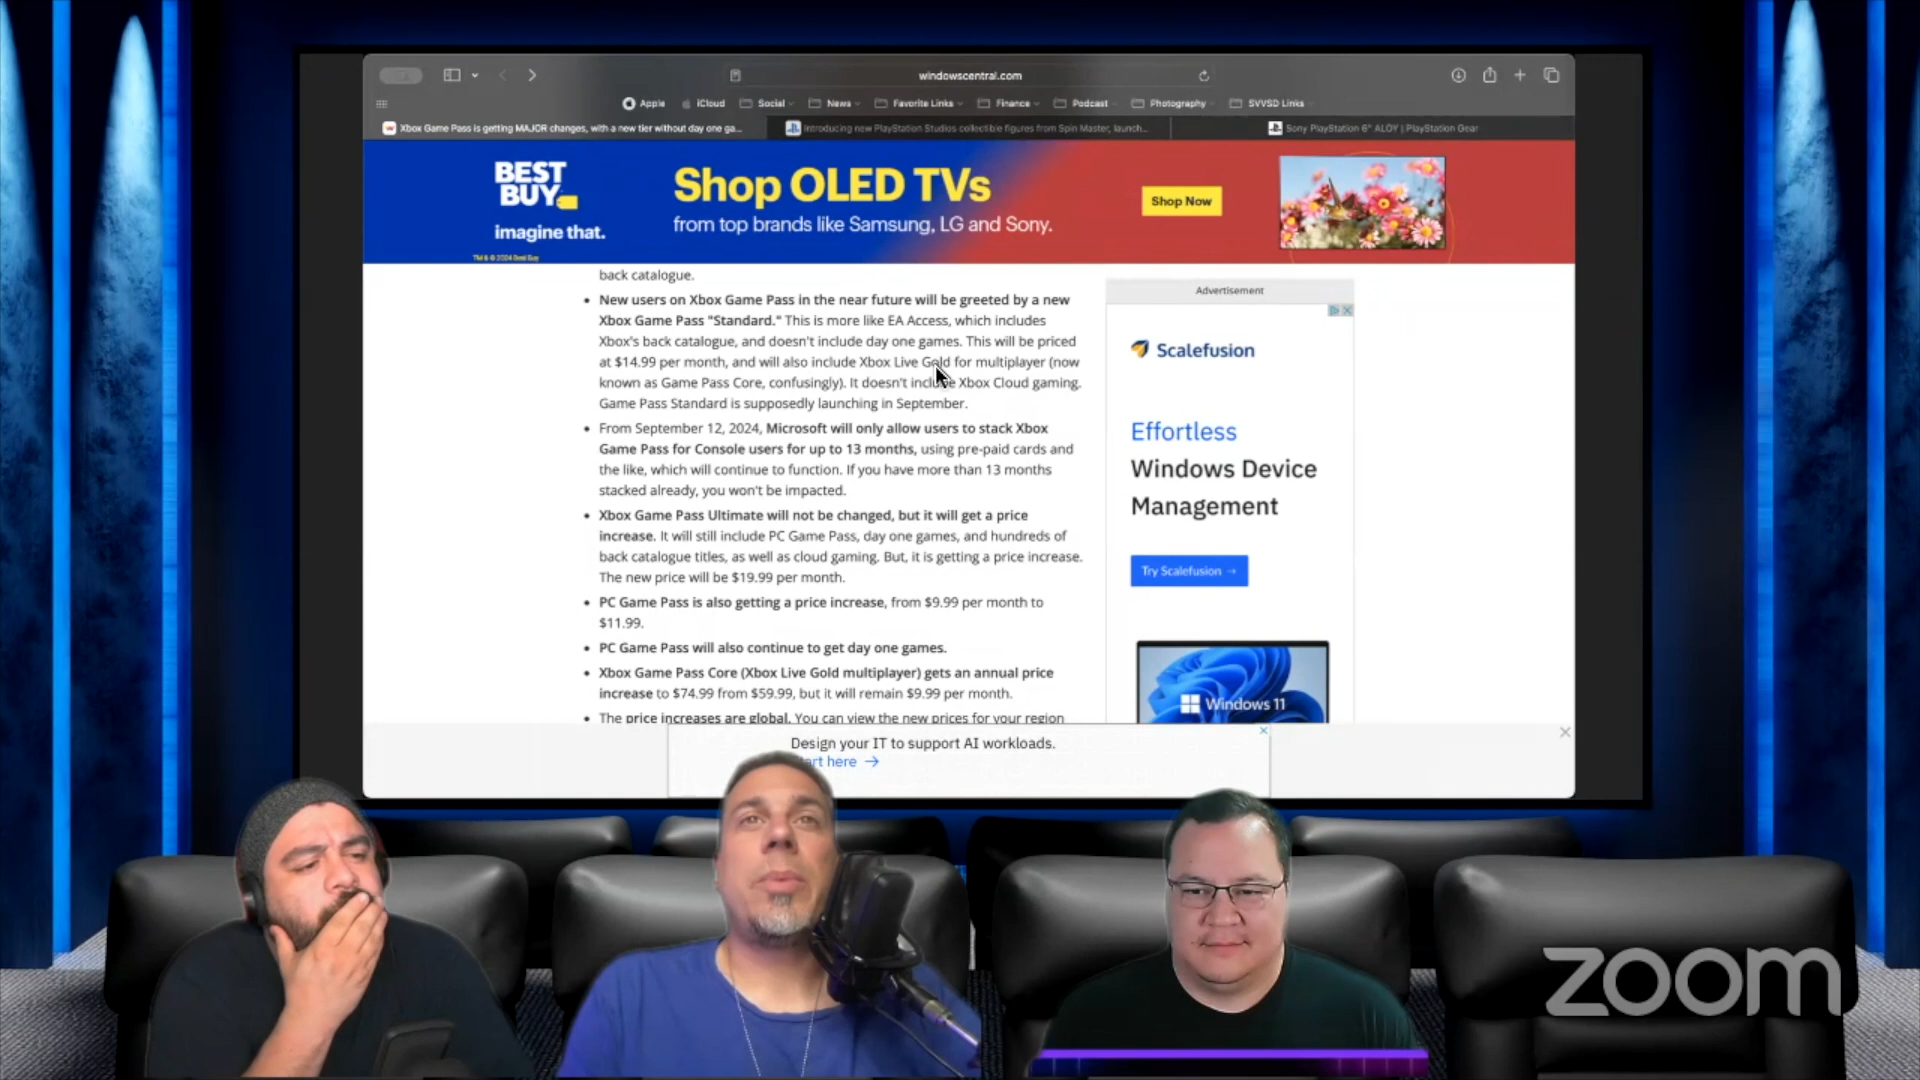 windowscentral.com
Apple iCloud Social News Favorite Links Finance Podcast Photography SVVSD Links
Xbox Game Pass is getting MAJOR changes, with a new tier without day one ga...
Introducing new PlayStation Studios collectible figures from Spin Master, launch...
Sony PlayStation 6" ALOY | PlayStation Gear
BEST
BUY
imagine that.
TM & © 2024 Best Buy
Shop OLED TVs
from top brands like Samsung, LG and Sony.
Shop Now
back catalogue.
• New users on Xbox Game Pass in the near future will be greeted by a new
Xbox Game Pass "Standard." This is more like EA Access, which includes
Xbox's back catalogue, and doesn't include day one games. This will be priced
at $14.99 per month, and will also include Xbox Live Gold for multiplayer (now
known as Game Pass Core, confusingly). It doesn't include Xbox Cloud gaming.
Game Pass Standard is supposedly launching in September.
• From September 12, 2024, Microsoft will only allow users to stack Xbox
Game Pass for Console users for up to 13 months, using pre-paid cards and
the like, which will continue to function. If you have more than 13 months
stacked already, you won't be impacted.
• Xbox Game Pass Ultimate will not be changed, but it will get a price
increase. It will still include PC Game Pass, day one games, and hundreds of
back catalogue titles, as well as cloud gaming. But, it is getting a price increase.
The new price will be $19.99 per month.
• PC Game Pass is also getting a price increase, from $9.99 per month to
$11.99.
• PC Game Pass will also continue to get day one games.
• Xbox Game Pass Core (Xbox Live Gold multiplayer) gets an annual price
increase to $74.99 from $59.99, but it will remain $9.99 per month.
• The price increases are global. You can view the new prices for your region
Advertisement
Scalefusion
Effortless
Windows Device
Management
Try Scalefusion →
Windows 11
Design your IT to support AI workloads.
art here →
zoom